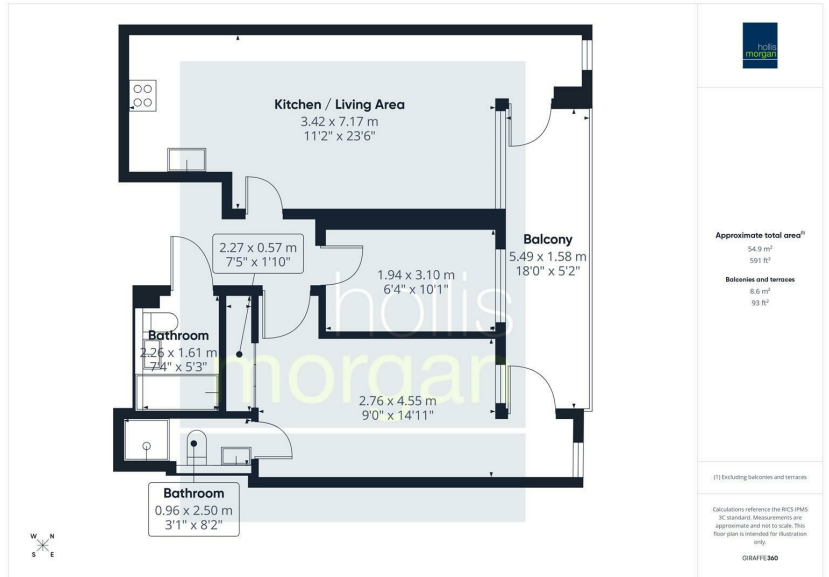 hollis
morgan
Kitchen / Living Area
3.42 x 7.17 m
11'2" x 23'6"
2.27 x 0.57 m
7'5" x 1'10"
Balcony
5.49 x 1.58 m
18'0" x 5'2"
1.94 x 3.10 m
6'4" x 10'1"
hollis
morgan
Bathroom
2.26 x 1.61 m
7'4" x 5'3"
2.76 x 4.55 m
9'0" x 14'11"
Bathroom
0.96 x 2.50 m
3'1" x 8'2"
W N
S E
Approximate total area(1)
54.9 m²
591 ft²
Balconies and terraces
8.6 m²
93 ft²
(1) Excluding balconies and terraces
Calculations reference the RICS IPMS
3C standard. Measurements are
approximate and not to scale. This
floor plan is intended for illustration
only.
GIRAFFE360